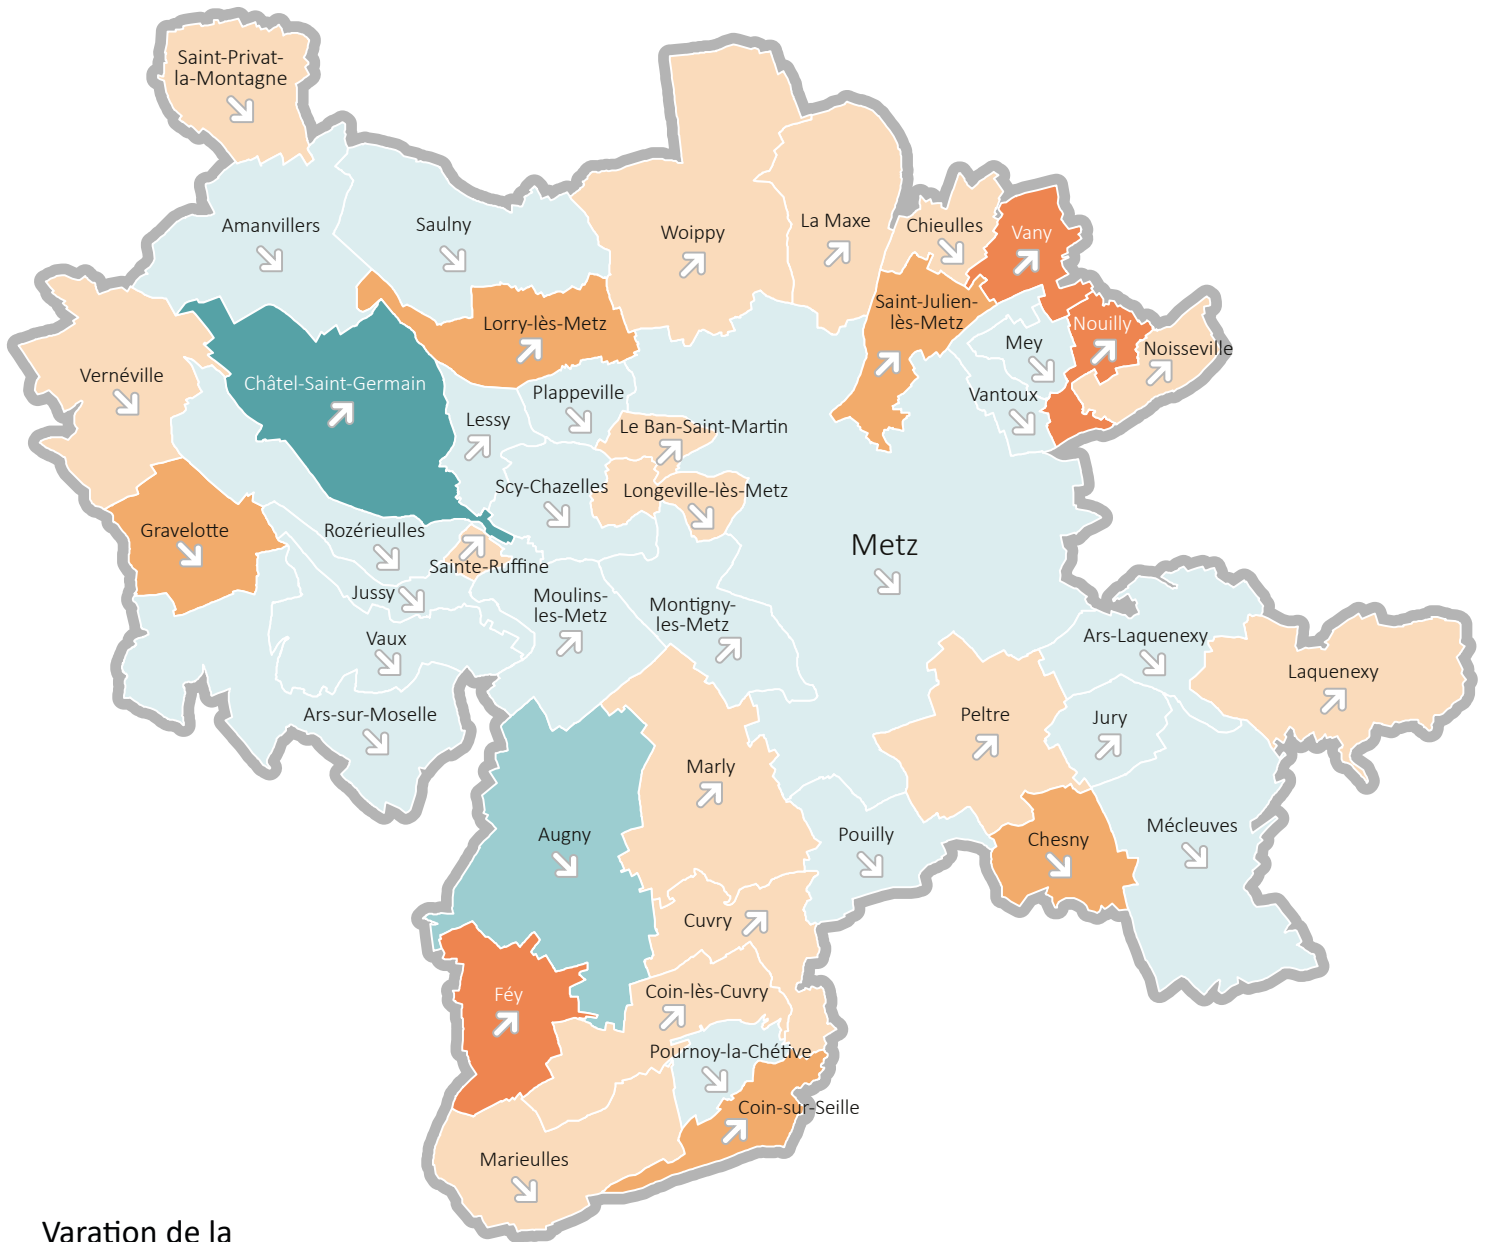 Saint-Privat-
la-Montagne
Amanvillers
Saulny
Woippy
La Maxe
Chieulles
Vany
Saint-Julien-
lès-Metz
Lorry-lès-Metz
Nouilly
Mey
Noisseville
Vernéville
Châtel-Saint-Germain
Plappeville
Vantoux
Lessy
Le Ban-Saint-Martin
Scy-Chazelles
Longeville-lès-Metz
Gravelotte
Rozérieulles
Metz
Sainte-Ruffine
Jussy
Moulins-
les-Metz
Montigny-
les-Metz
Vaux
Ars-Laquenexy
Laquenexy
Ars-sur-Moselle
Peltre
Jury
Marly
Augny
Pouilly
Chesny
Mécleuves
Cuvry
Féy
Coin-lès-Cuvry
Pournoy-la-Chétive
Coin-sur-Seille
Marieulles
Varation de la